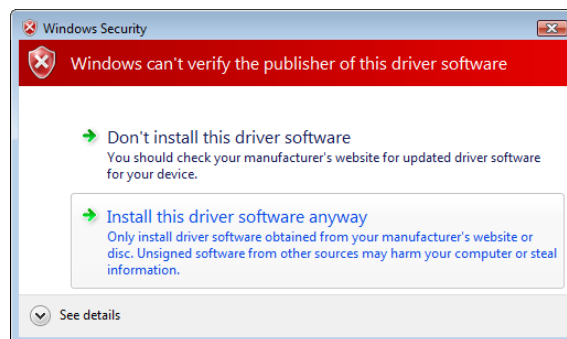 Windows Security
Windows can't verify the publisher of this driver software
Don't install this driver software
You should check your manufacturer's website for updated driver software
for your device.
Install this driver software anyway
Only install driver software obtained from your manufacturer's website or
disc. Unsigned software from other sources may harm your computer or steal
information.
See details